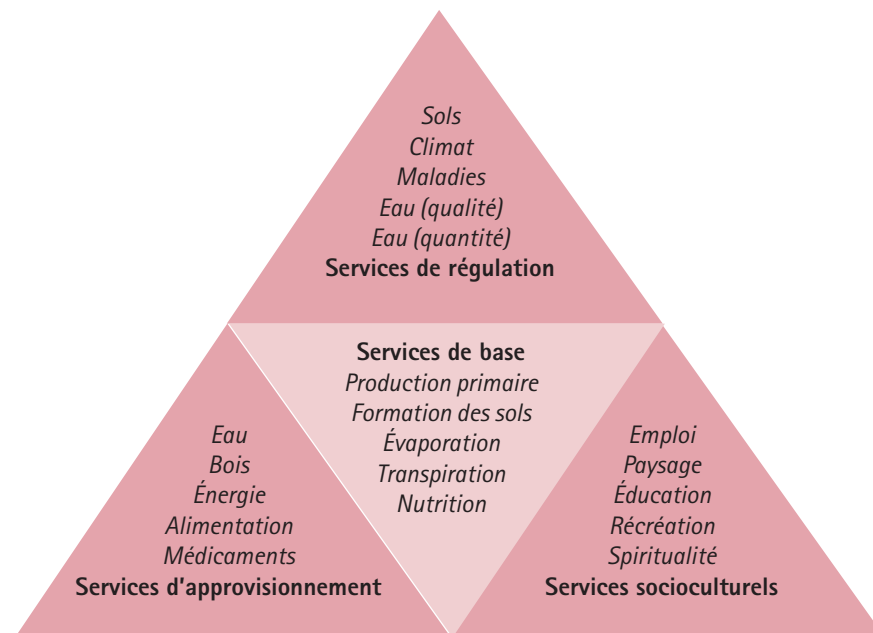 Sols
Climat
Maladies
Eau (qualité)
Eau (quantité)
Services de régulation
Services de base
Production primaire
Formation des sols
Évaporation
Transpiration
Nutrition
Eau
Bois
Énergie
Alimentation
Médicaments
Services d'approvisionnement
Emploi
Paysage
Éducation
Récréation
Spiritualité
Services socioculturels